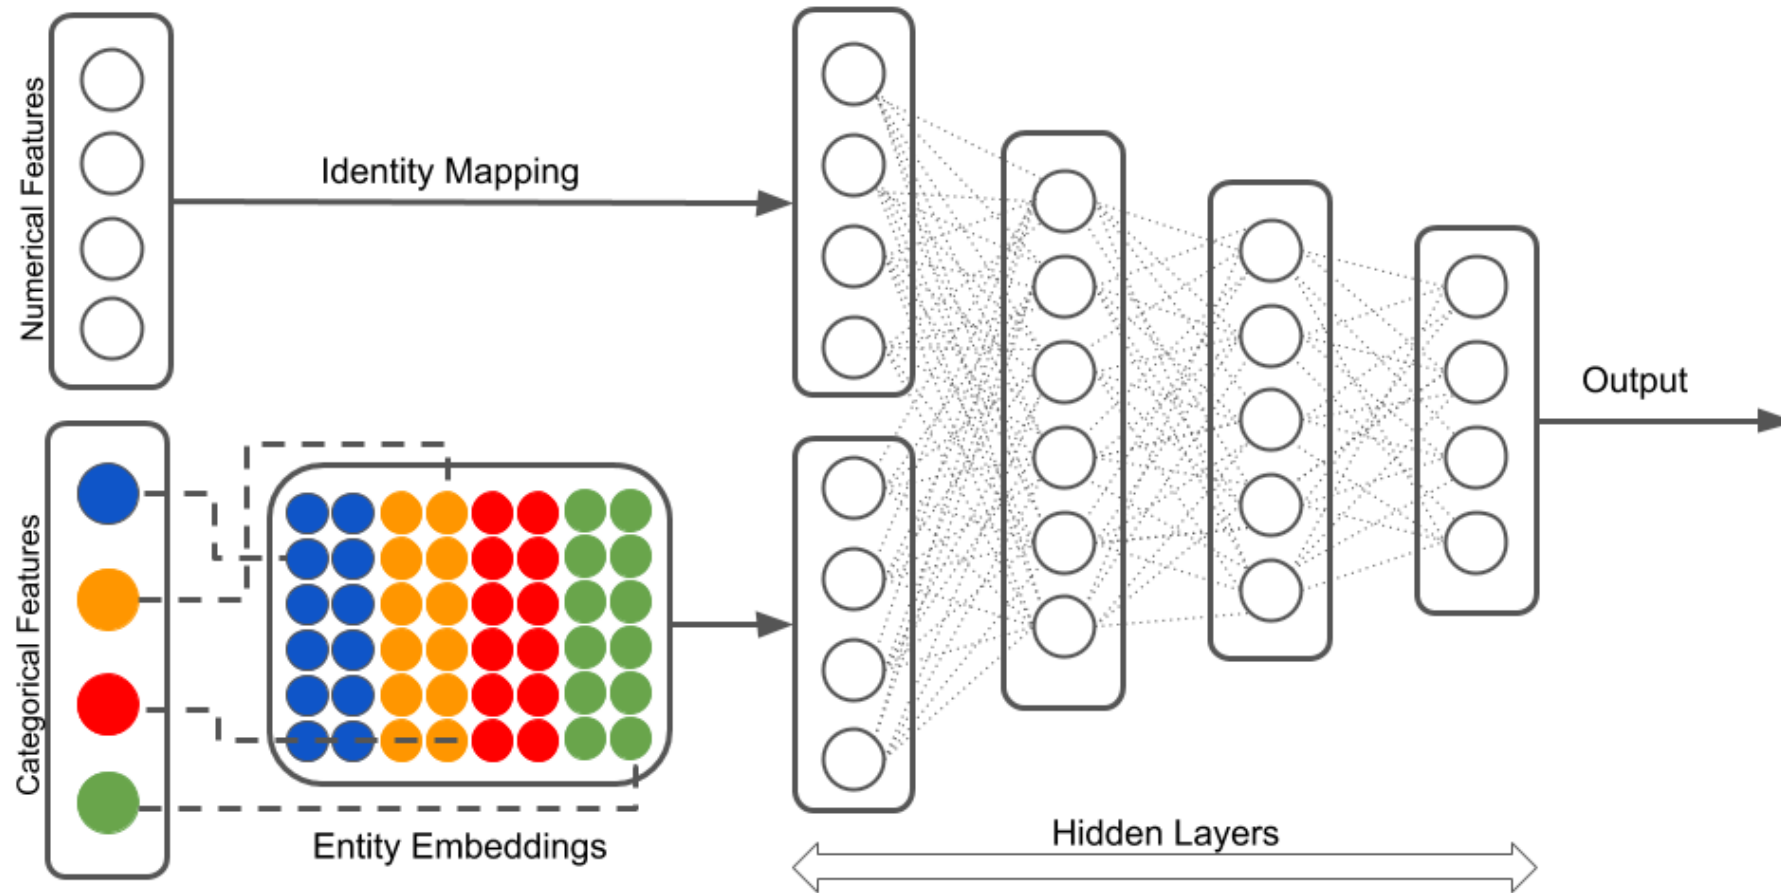 Numerical Features
Identity Mapping
Output
Categorical Features
Entity Embeddings
Hidden Layers